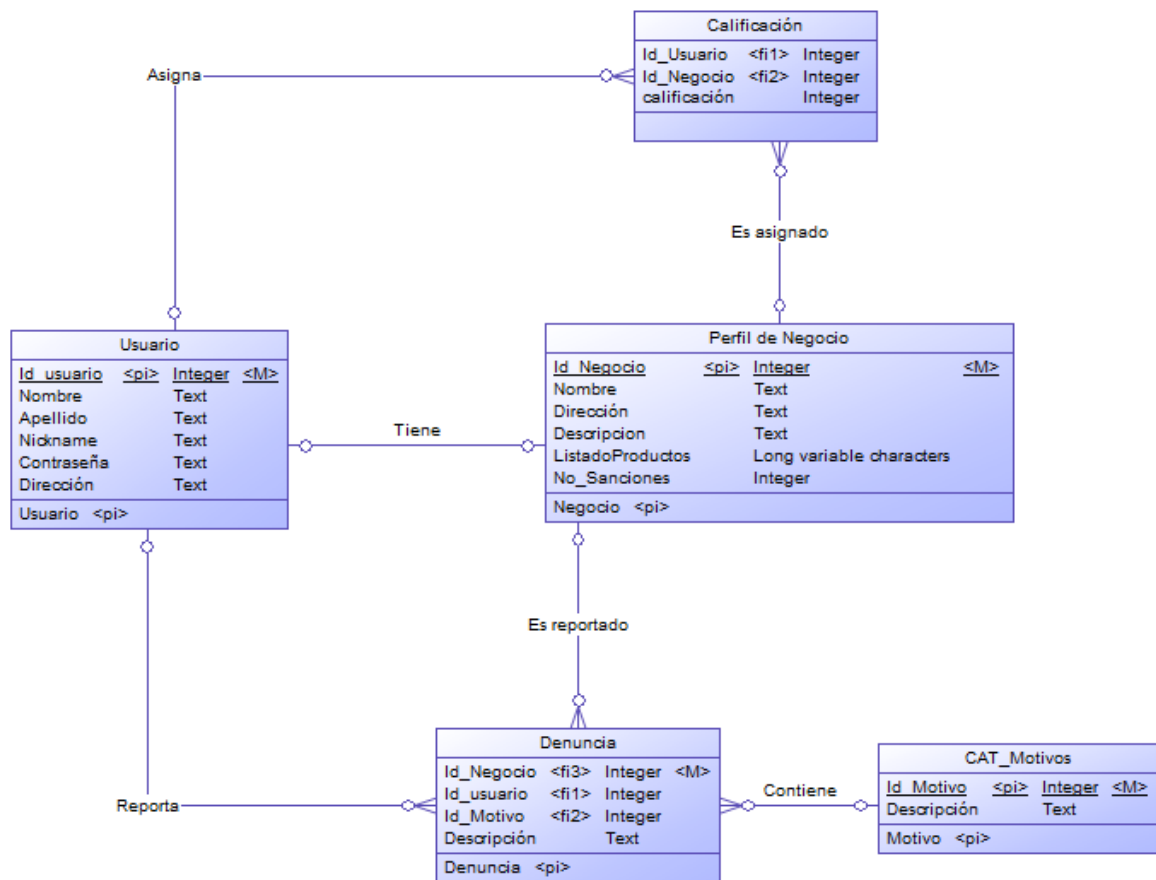 Calificación
Id_Usuario <fi1> Integer
Id_Negocio <fi2> Integer
calificación Integer
Asigna
Es asignado
Usuario
Id_usuario <pi> Integer <M>
Nombre Text
Apellido Text
Nickname Text
Contraseña Text
Dirección Text
Usuario <pi>
Tiene
Perfil de Negocio
Id_Negocio <pi> Integer <M>
Nombre Text
Dirección Text
Descripcion Text
ListadoProductos Long variable characters
No_Sanciones Integer
Negocio <pi>
Es reportado
Reporta
Denuncia
Id_Negocio <fi3> Integer <M>
Id_usuario <fi1> Integer
Id_Motivo <fi2> Integer
Descripción Text
Denuncia <pi>
Contiene
CAT_Motivos
Id_Motivo <pi> Integer <M>
Descripción Text
Motivo <pi>